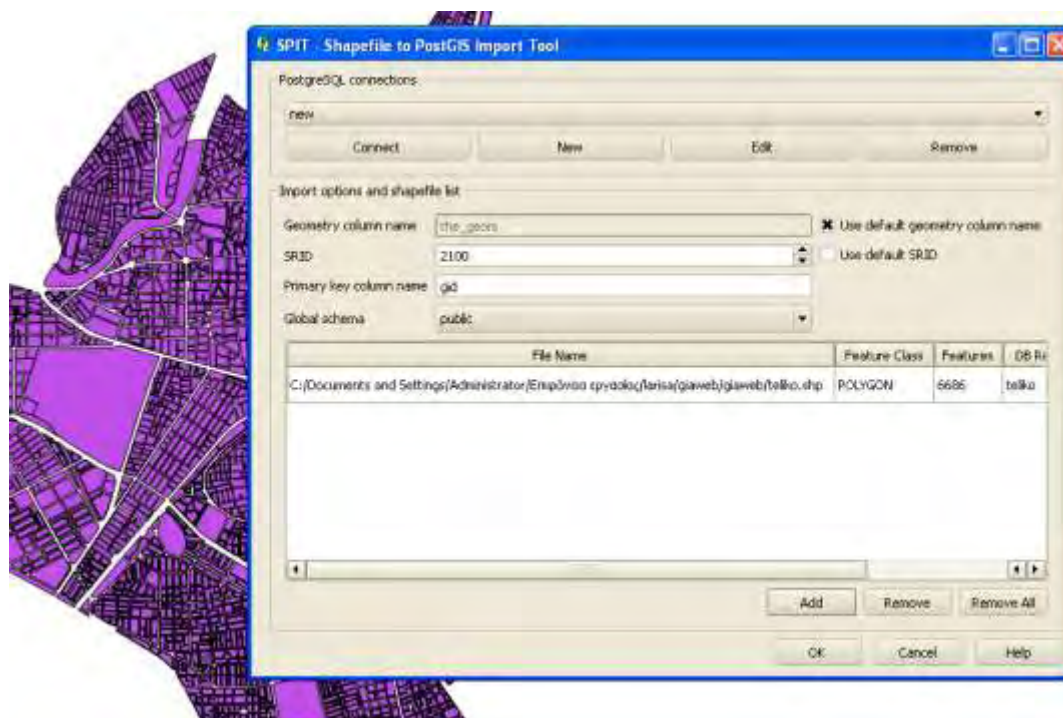 SPIT - Shapefile to PostGIS Import Tool
PostgreSQL connections
new
Connect New Edit Remove
Import options and shapefile list
Geometry column name the_geom Use default geometry column name
SRID 2100 Use default SRID
Primary key column name gid
Global schema public
File Name Feature Class Features DB Re
C:/Documents and Settings/Administrator/Επιφάνεια εργασίας/larisa/giaweb/giaweb/teliko.shp POLYGON 6686 teliko
Add Remove Remove All
OK Cancel Help